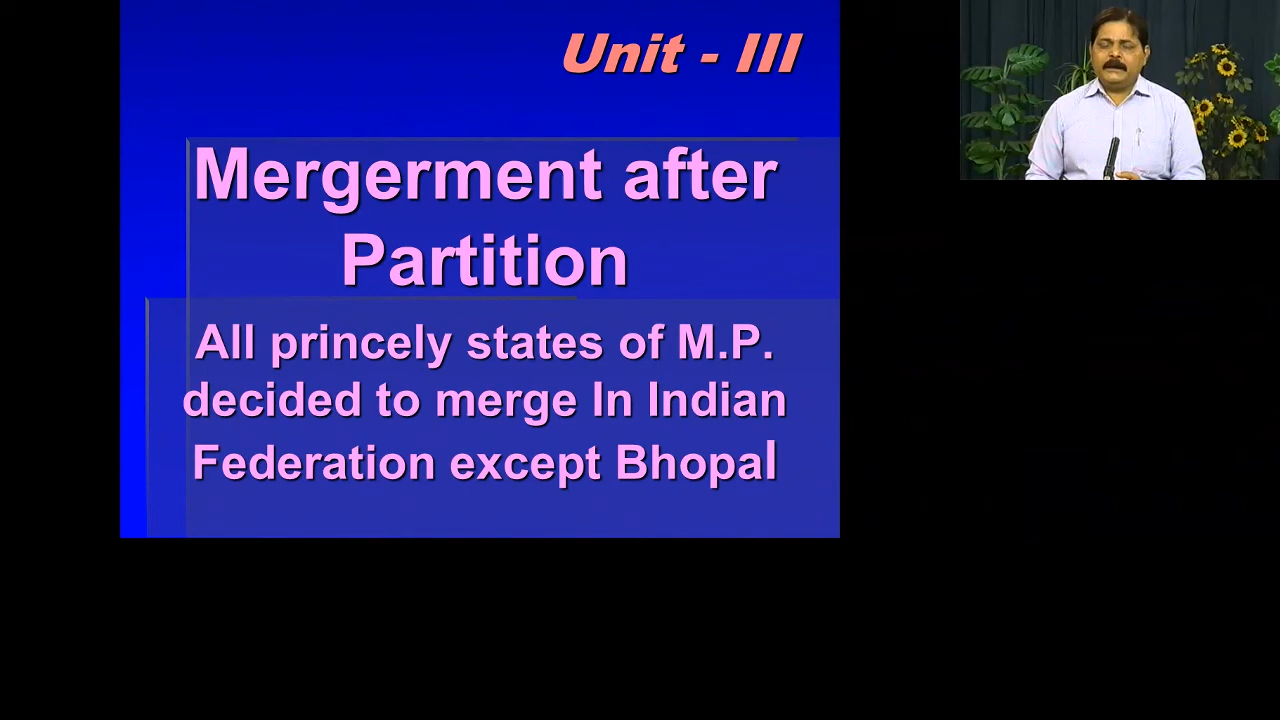 Unit - III
Mergerment after
Partition
All princely states of M.P.
decided to merge In Indian
Federation except Bhopal